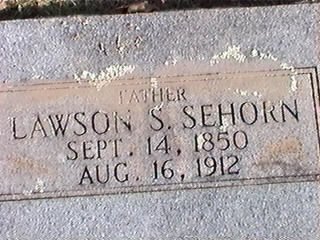 FATHER
LAWSON S. SEHORN
SEPT. 14, 1850
AUG. 16, 1912